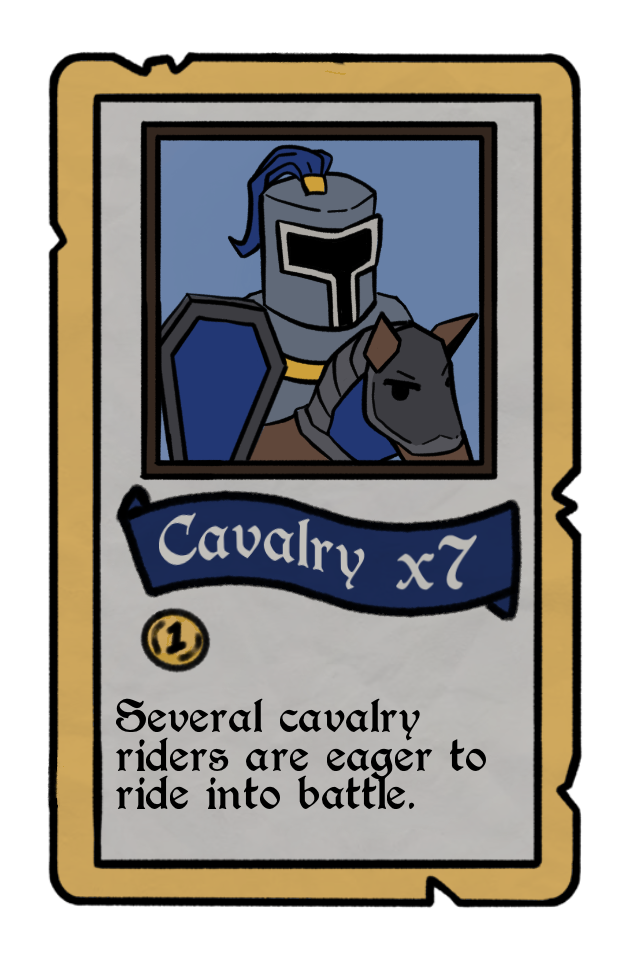 Cavalry x7
1
Several cavalry
riders are eager to
ride into battle.